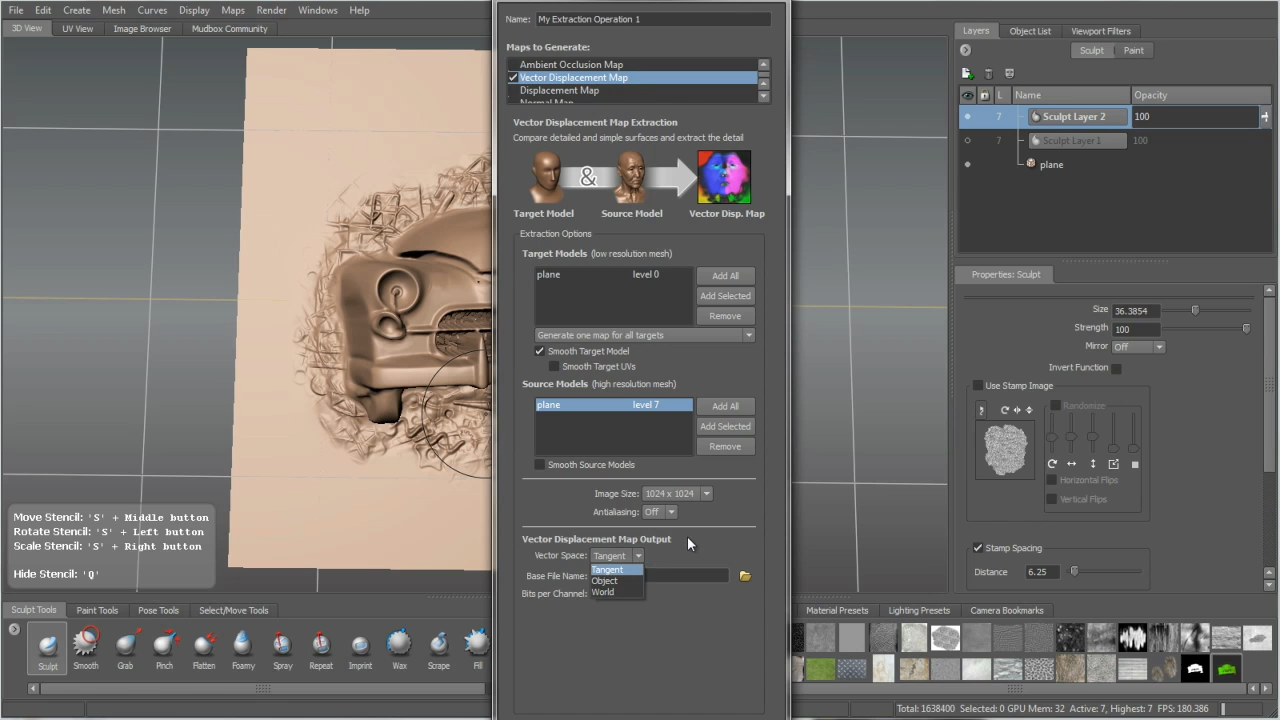 File Edit Create Mesh Curves Display Maps Render Windows Help
3D View UV View Image Browser Mudbox Community
Name: My Extraction Operation 1
Maps to Generate:
Ambient Occlusion Map
Vector Displacement Map
Displacement Map
Normal Map
Vector Displacement Map Extraction
Compare detailed and simple surfaces and extract the detail
&
Target Model Source Model Vector Disp. Map
Extraction Options
Target Models (low resolution mesh)
plane level 0
Add All
Add Selected
Remove
Generate one map for all targets
Smooth Target Model
Smooth Target UVs
Source Models (high resolution mesh)
plane level 7
Add All
Add Selected
Remove
Smooth Source Models
Image Size: 1024 x 1024
Antialiasing: Off
Vector Displacement Map Output
Vector Space: Tangent
Tangent
Object
World
Base File Name:
Bits per Channel:
Layers Object List Viewport Filters
Sculpt Paint
L Name Opacity
7 Sculpt Layer 2 100
7 Sculpt Layer 1 100
plane
Properties: Sculpt
Size 36.3854
Strength 100
Mirror Off
Invert Function
Use Stamp Image
Randomize
Horizontal Flips
Vertical Flips
Stamp Spacing
Distance 6.25
Move Stencil: 'S' + Middle button
Rotate Stencil: 'S' + Left button
Scale Stencil: 'S' + Right button
Hide Stencil: 'Q'
Sculpt Tools Paint Tools Pose Tools Select/Move Tools
Sculpt Smooth Grab Pinch Flatten Foamy Spray Repeat Imprint Wax Scrape Fill
Material Presets Lighting Presets Camera Bookmarks
Total: 1638400 Selected: 0 GPU Mem: 32 Active: 7, Highest: 7 FPS: 180.386